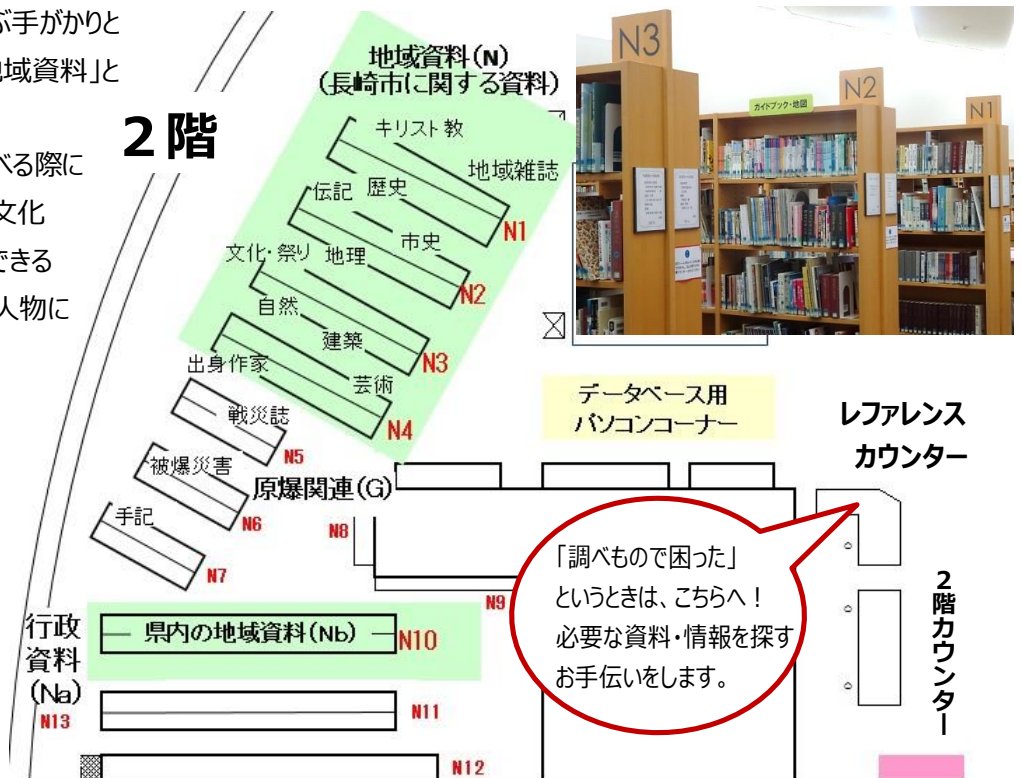 ぶ手がかりと
地域資料」と
べる際に
文化
できる
人物に
2階
地域資料(N)
(長崎市に関する資料)
キリスト教
地域雑誌
伝記 歴史
N1
文化・祭り 地理 市史
N2
自然
建築
N3
出身作家
芸術
N4
戦災誌
N5
被爆災害
原爆関連(G)
N6
手記
N7
N8
N9
行政
資料
(Na)
N13
県内の地域資料(Nb)
N10
N11
N12
N3
ガイドブック・地図
N2
N1
データベース用
パソコンコーナー
レファレンス
カウンター
「調べもので困った」
というときは、こちらへ!
必要な資料・情報を探す
お手伝いをします。
2階カウンター